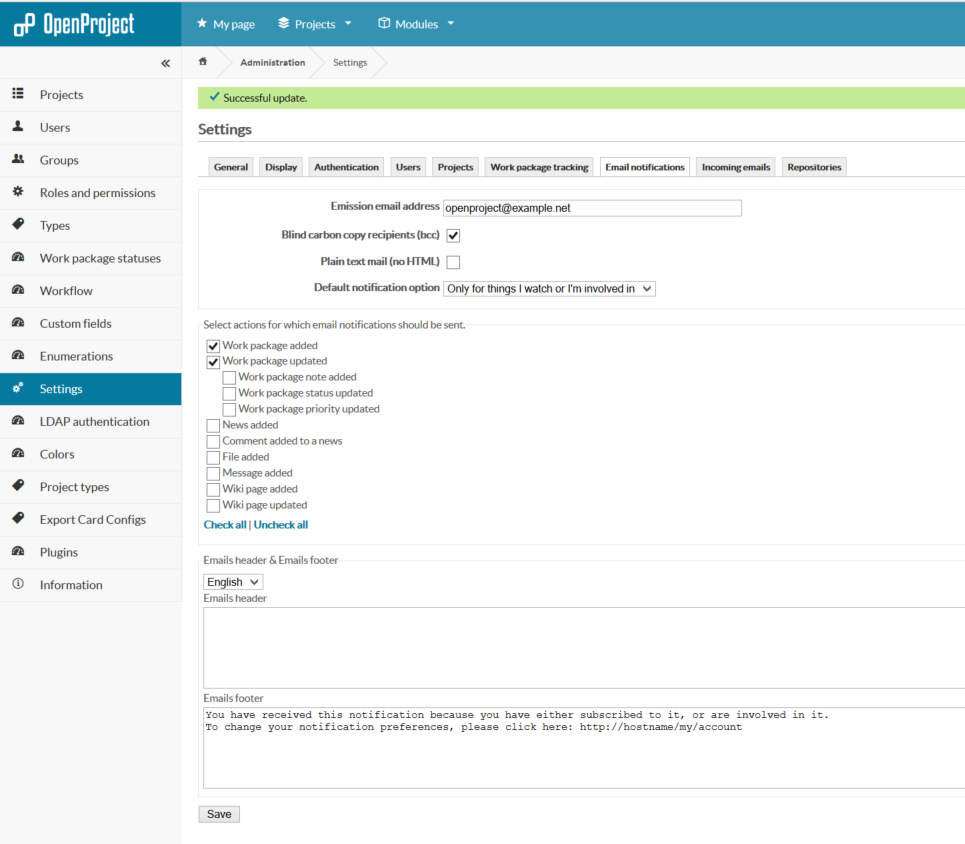 OpenProject
My page Projects Modules
Administration Settings
Projects
Users
Groups
Roles and permissions
Types
Work package statuses
Workflow
Custom fields
Enumerations
Settings
LDAP authentication
Colors
Project types
Export Card Configs
Plugins
Information
Successful update.
Settings
General Display Authentication Users Projects Work package tracking Email notifications Incoming emails Repositories
Emission email address openproject@example.net
Blind carbon copy recipients (bcc)
Plain text mail (no HTML)
Default notification option Only for things I watch or I'm involved in
Select actions for which email notifications should be sent.
Work package added
Work package updated
Work package note added
Work package status updated
Work package priority updated
News added
Comment added to a news
File added
Message added
Wiki page added
Wiki page updated
Check all | Uncheck all
Emails header & Emails footer
English
Emails header
Emails footer
You have received this notification because you have either subscribed to it, or are involved in it.
To change your notification preferences, please click here: http://hostname/my/account
Save